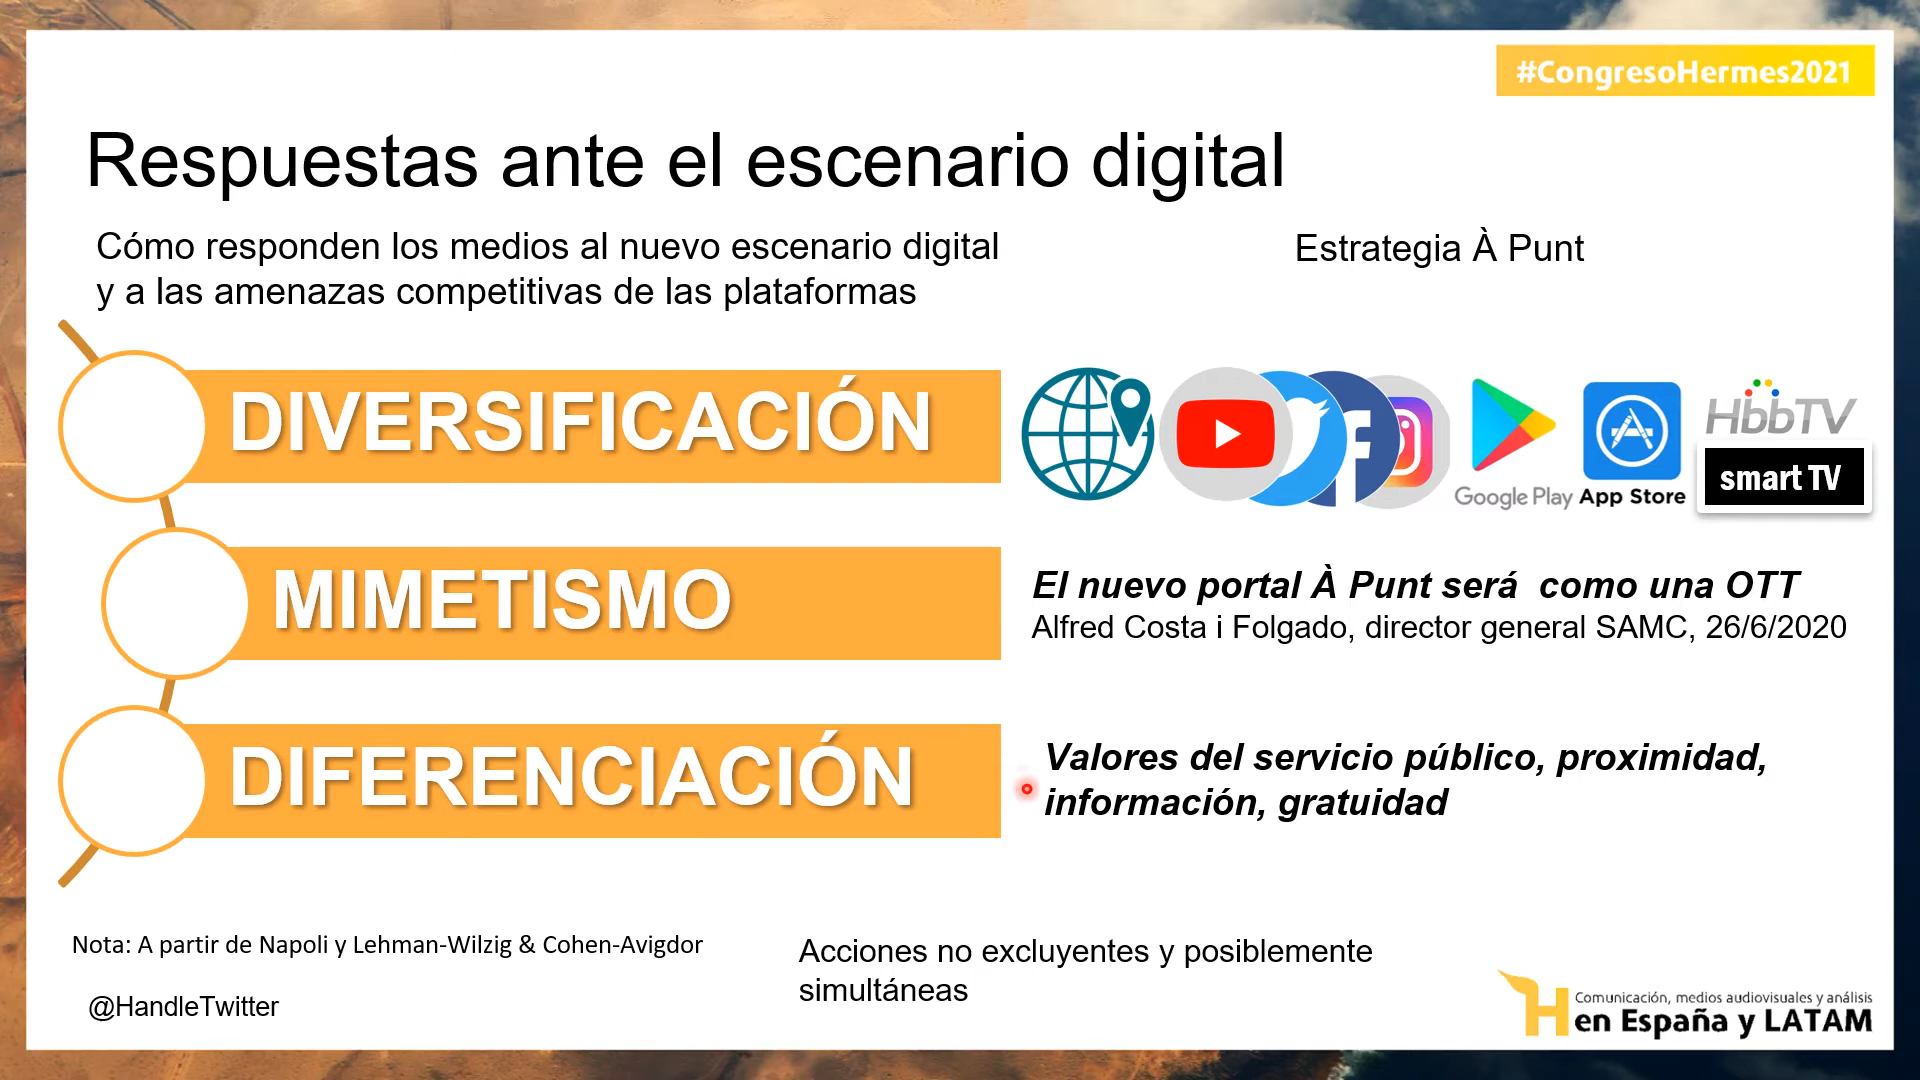 #CongresoHermes2021
Respuestas ante el escenario digital
Cómo responden los medios al nuevo escenario digital
y a las amenazas competitivas de las plataformas
Estrategia À Punt
DIVERSIFICACIÓN
Google Play
App Store
HbbTV
smart TV
MIMETISMO
El nuevo portal À Punt será  como una OTT
Alfred Costa i Folgado, director general SAMC, 26/6/2020
DIFERENCIACIÓN
Valores del servicio público, proximidad,
información, gratuidad
Nota: A partir de Napoli y Lehman-Wilzig & Cohen-Avigdor
Acciones no excluyentes y posiblemente
simultáneas
@HandleTwitter
H
Comunicación, medios audiovisuales y análisis
en España y LATAM